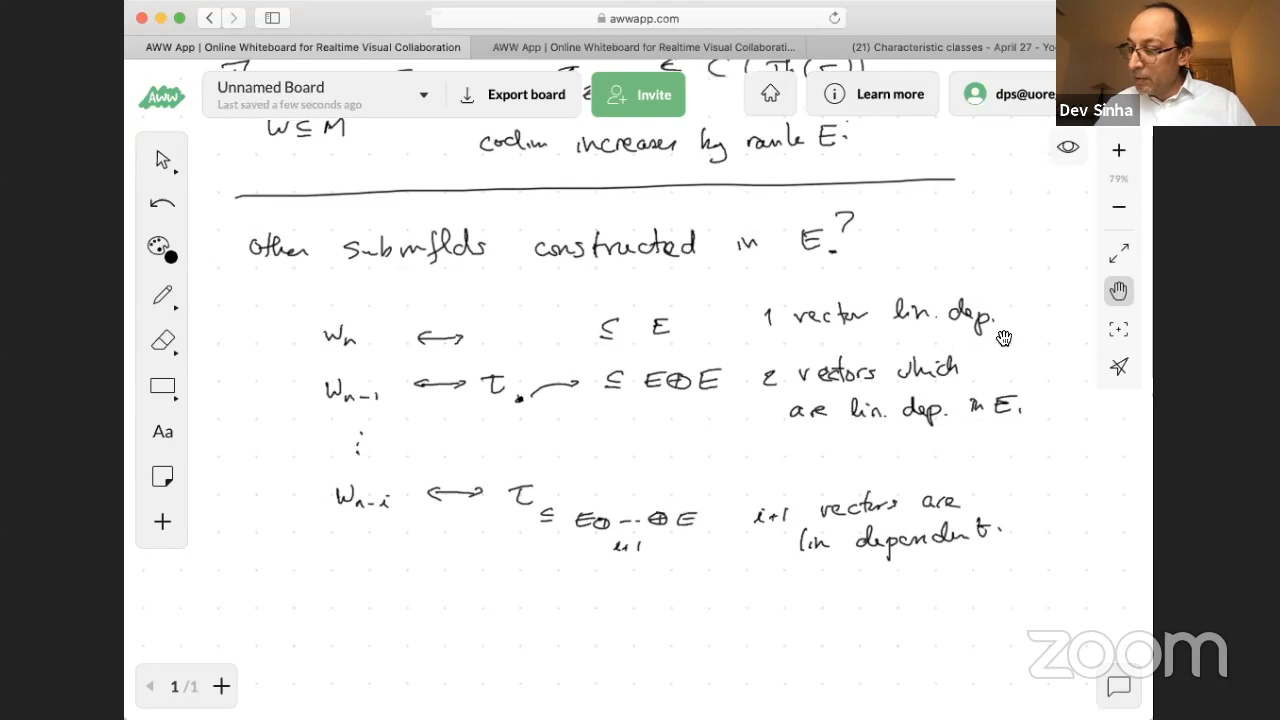 awwapp.com
AWW App | Online Whiteboard for Realtime Visual Collaboration
AWW App | Online Whiteboard for Realtime Visual Collaborati...
(21) Characteristic classes - April 27 - Yo
Dev Sinha
AWW
Unnamed Board
Last saved a few seconds ago
Export board
Invite
Learn more
dps@uore
W ⊆ M
codim increases by rank E.
79%
Other submflds constructed in E?
wn ↔ ⊆ E 1 vector lin. dep.
wn-1 ↔ τ ⊆ E⊕E 2 vectors which
are lin. dep. in E.
⋮
wn-i ↔ τ ⊆ E⊕···⊕E i+1 vectors are
i+1 lin dependent.
Aa
zoom
1/1